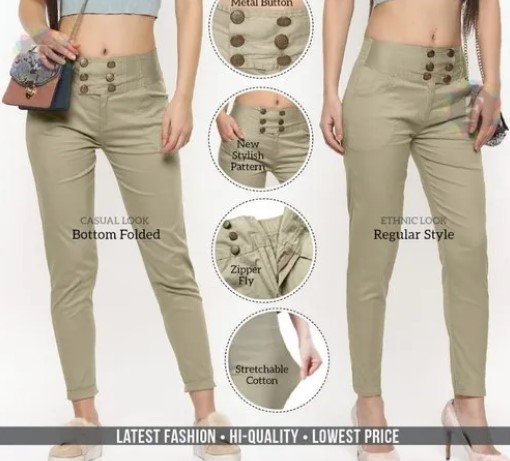 Metal Button
New
Stylish
Pattern
CASUAL LOOK
Bottom Folded
ETHNIC LOOK
Regular Style
Zipper
Fly
Stretchable
Cotton
LATEST FASHION • HI-QUALITY • LOWEST PRICE